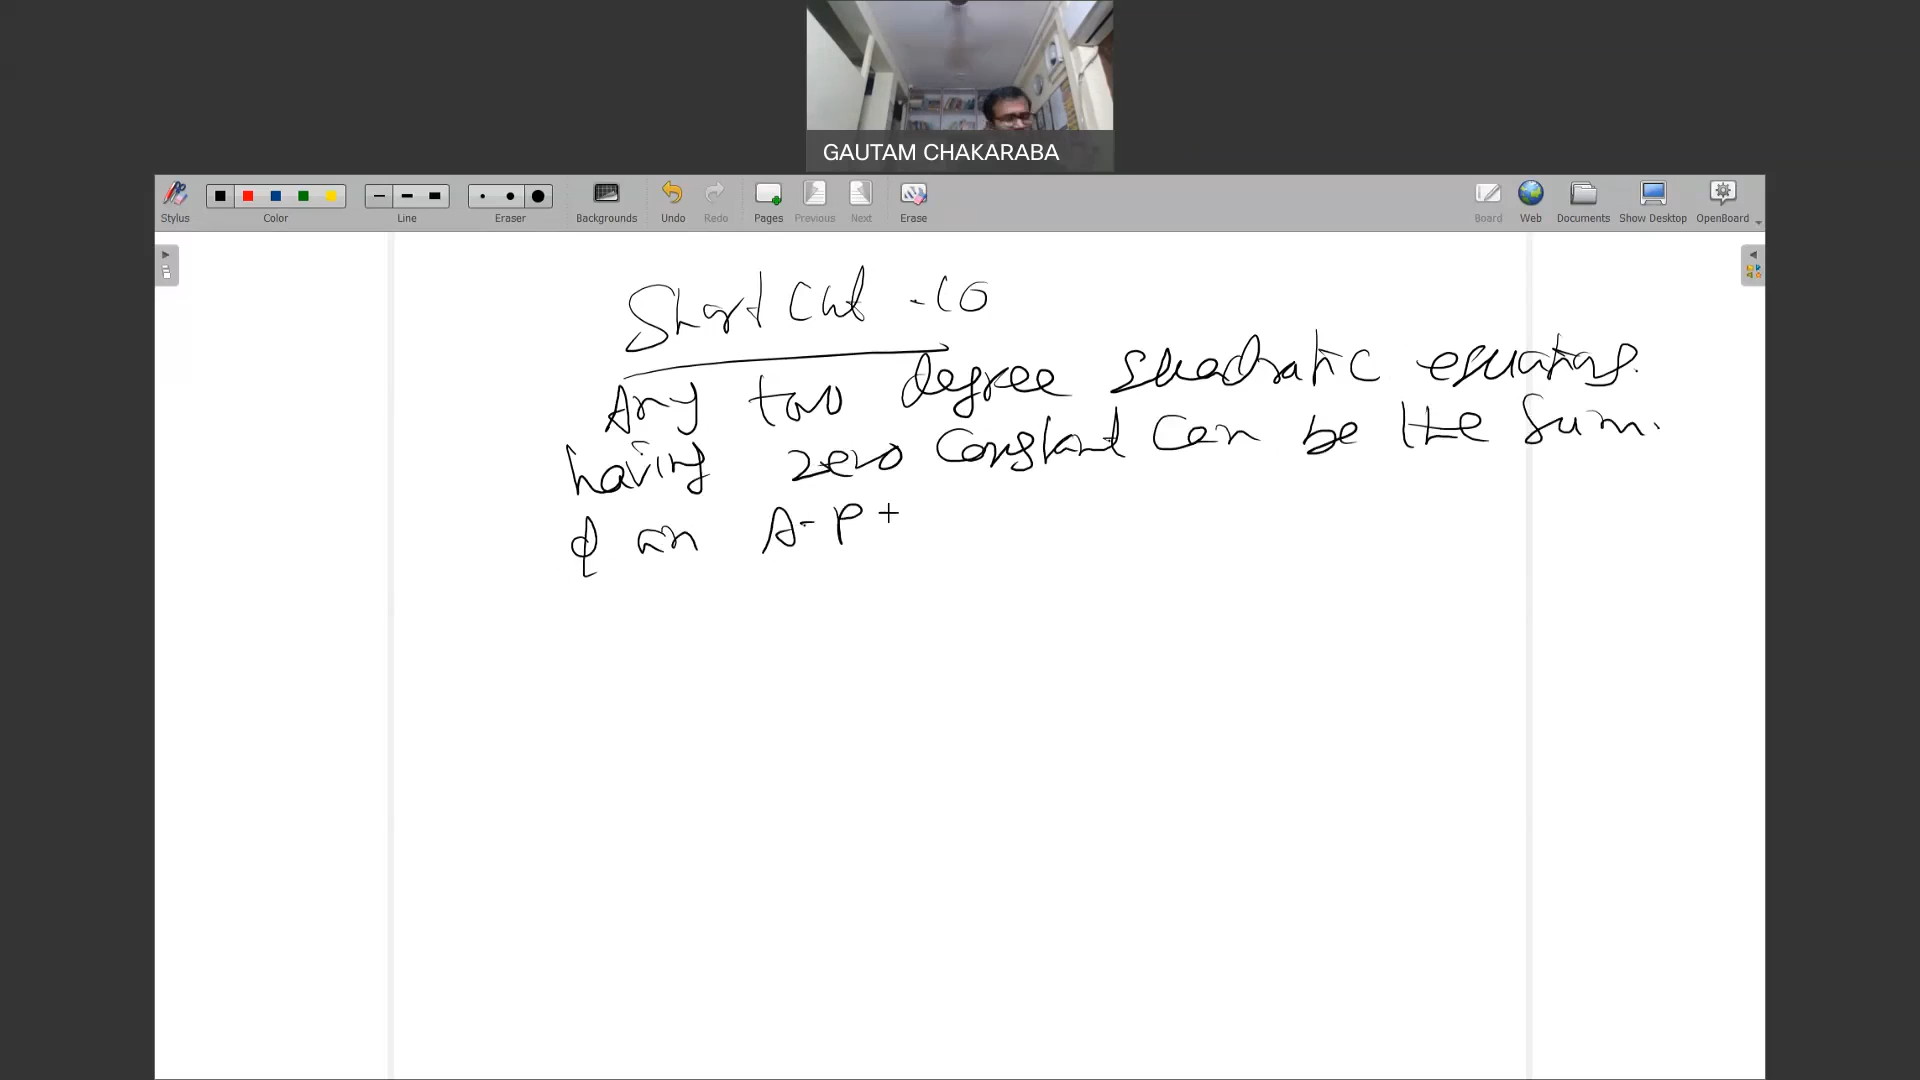 GAUTAM CHAKARABA
Stylus Color Line Eraser Backgrounds Undo Redo Pages Previous Next Erase Board Web Documents Show Desktop OpenBoard
Short Cut -10
Any two degree quadratic equations
having zero constant can be the sum
of an A-P